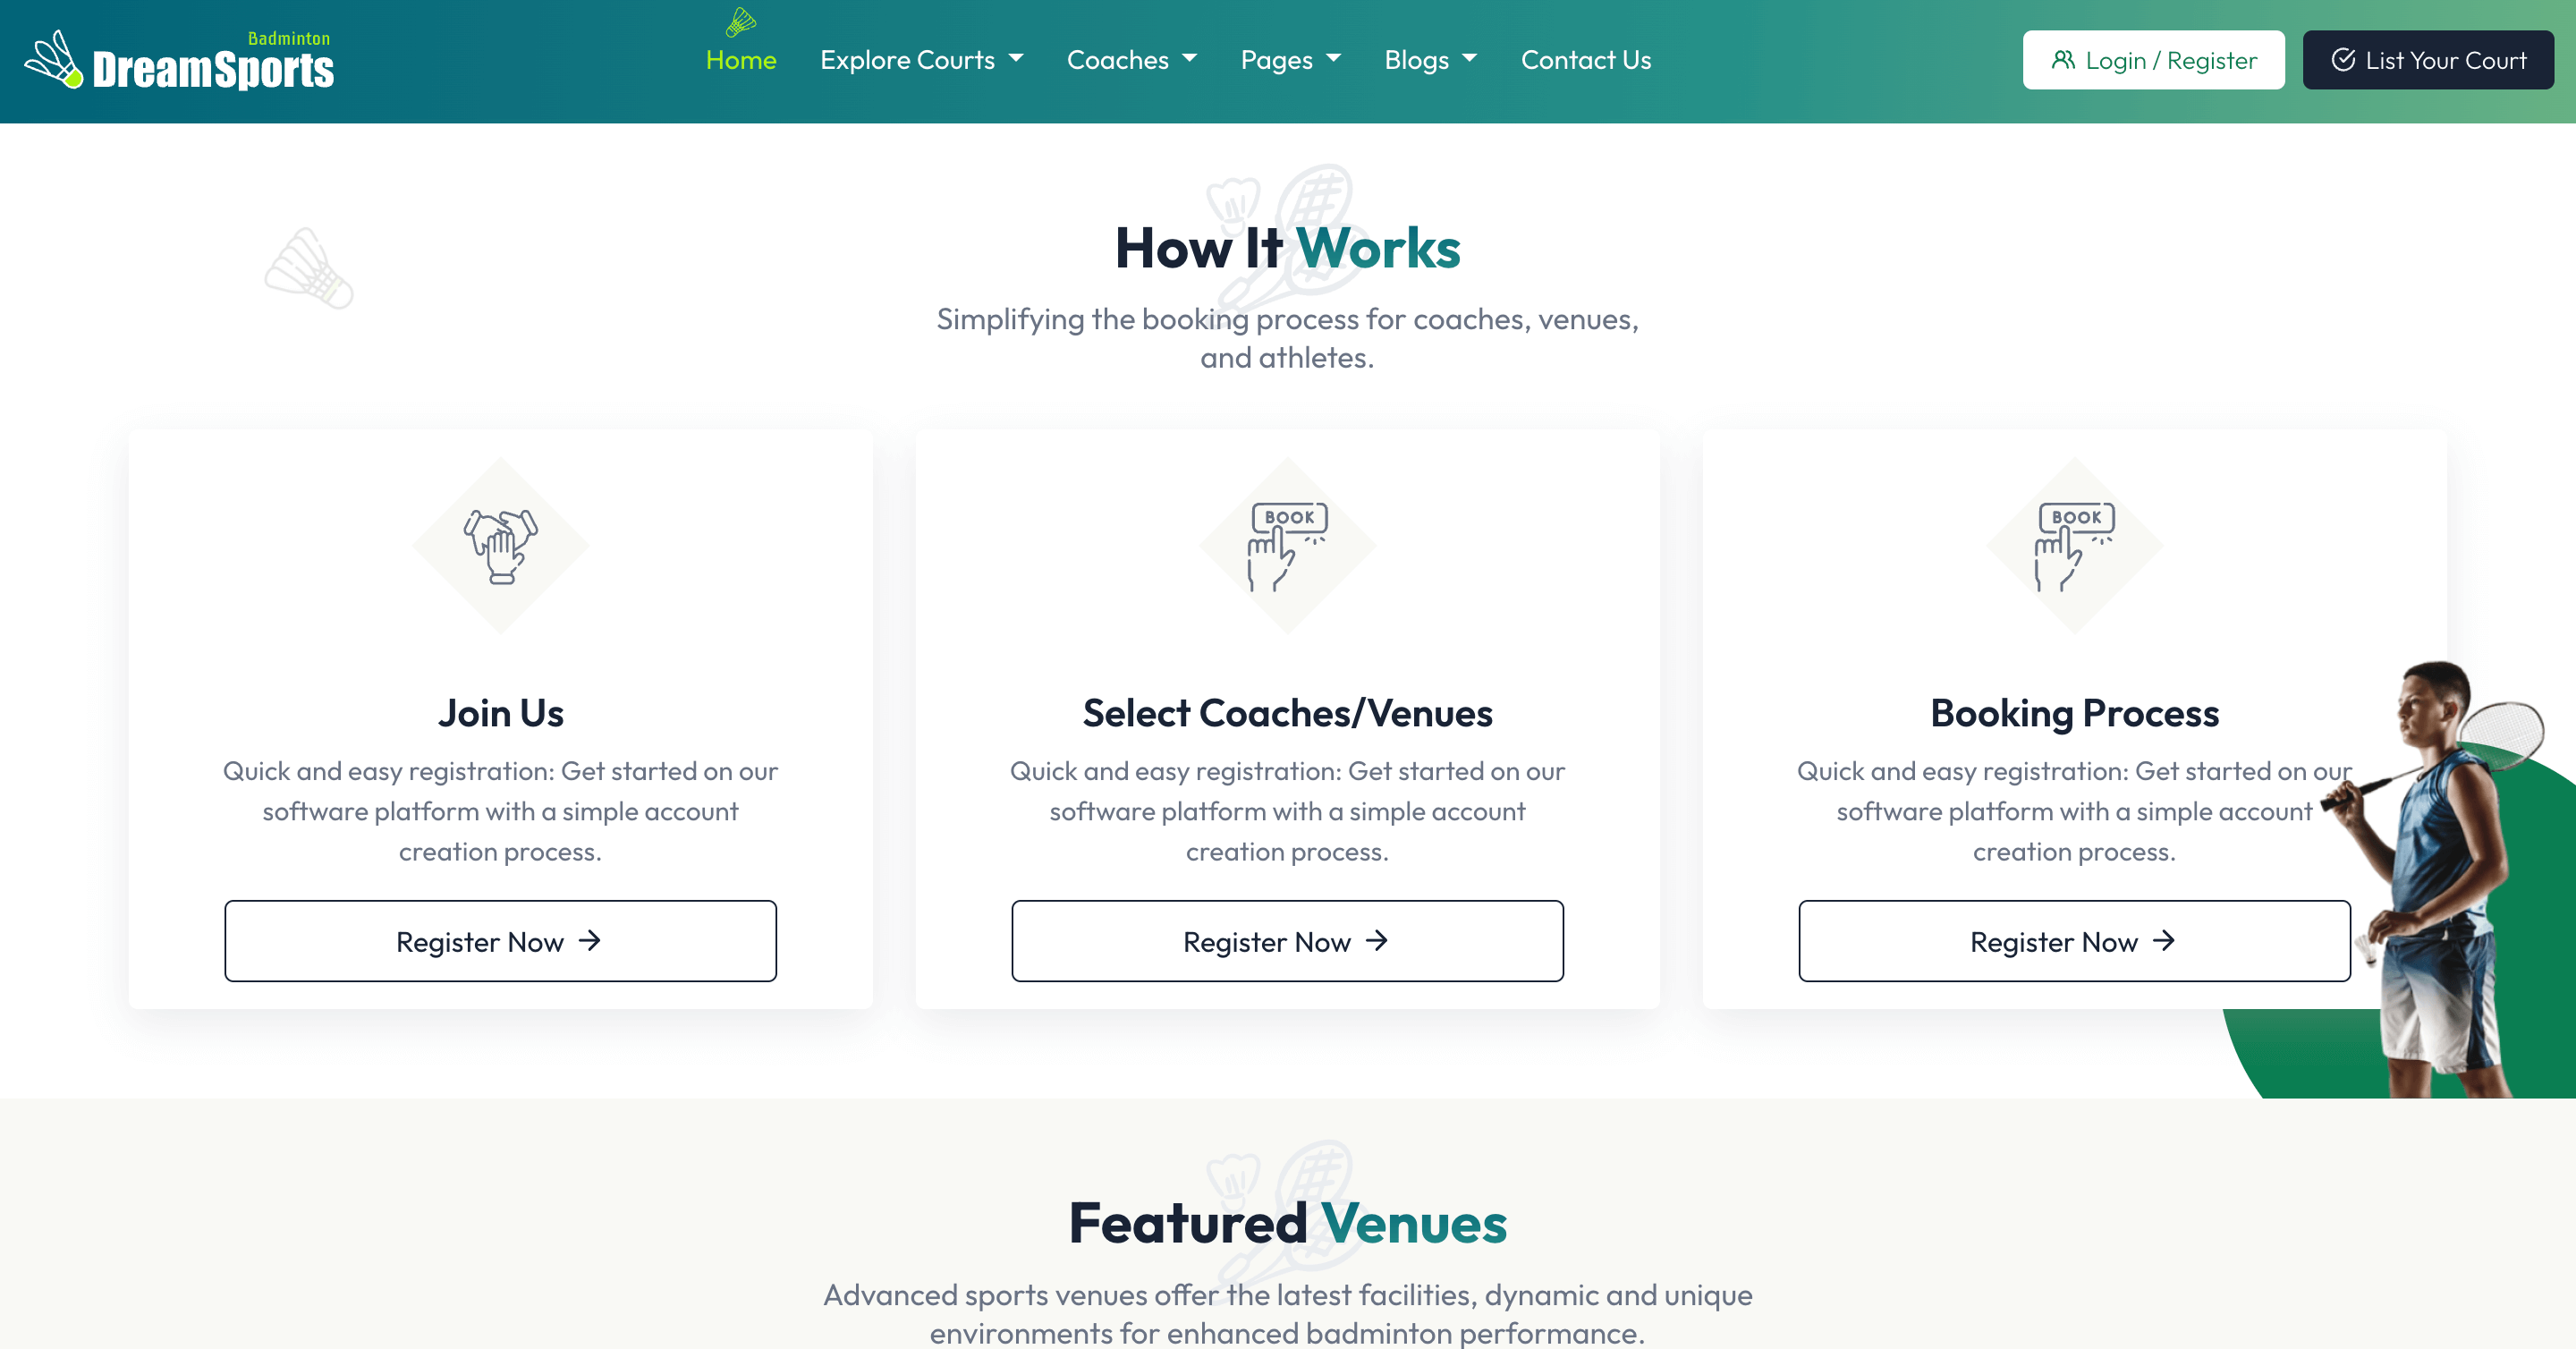 Badminton
DreamSports
Home
Explore Courts
Coaches
Pages
Blogs
Contact Us
Login / Register
List Your Court
How It Works
Simplifying the booking process for coaches, venues,
and athletes.
Join Us
Quick and easy registration: Get started on our
software platform with a simple account
creation process.
Register Now
BOOK
Select Coaches/Venues
Quick and easy registration: Get started on our
software platform with a simple account
creation process.
Register Now
BOOK
Booking Process
Quick and easy registration: Get started on our
software platform with a simple account
creation process.
Register Now
Featured Venues
Advanced sports venues offer the latest facilities, dynamic and unique
environments for enhanced badminton performance.